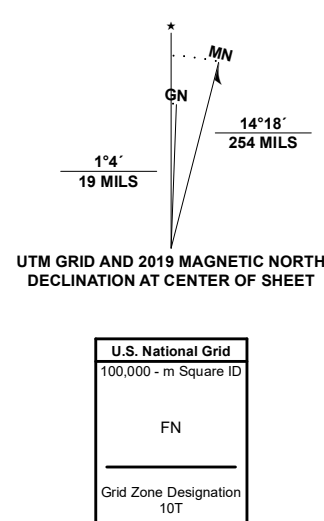 ★
MN
GN
14°18´
254 MILS
1°4´
19 MILS
UTM GRID AND 2019 MAGNETIC NORTH
DECLINATION AT CENTER OF SHEET
U.S. National Grid
100,000 - m Square ID
FN
Grid Zone Designation
10T